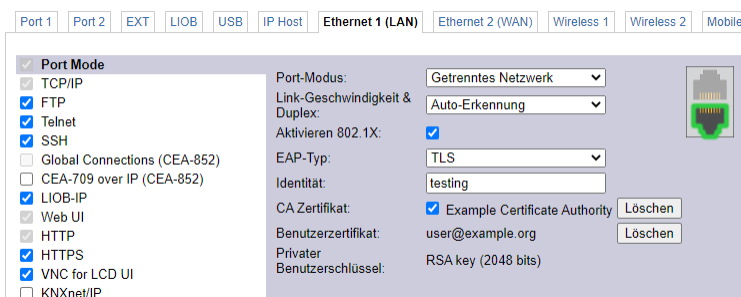 Port 1 Port 2 EXT LIOB USB IP Host Ethernet 1 (LAN) Ethernet 2 (WAN) Wireless 1 Wireless 2 Mobile
Port Mode
TCP/IP
FTP
Telnet
SSH
Global Connections (CEA-852)
CEA-709 over IP (CEA-852)
LIOB-IP
Web UI
HTTP
HTTPS
VNC for LCD UI
KNXnet/IP
Port-Modus: Getrenntes Netzwerk
Link-Geschwindigkeit &
Duplex: Auto-Erkennung
Aktivieren 802.1X:
EAP-Typ: TLS
Identität: testing
CA Zertifikat: Example Certificate Authority Löschen
Benutzerzertifikat: user@example.org Löschen
Privater
Benutzerschlüssel: RSA key (2048 bits)